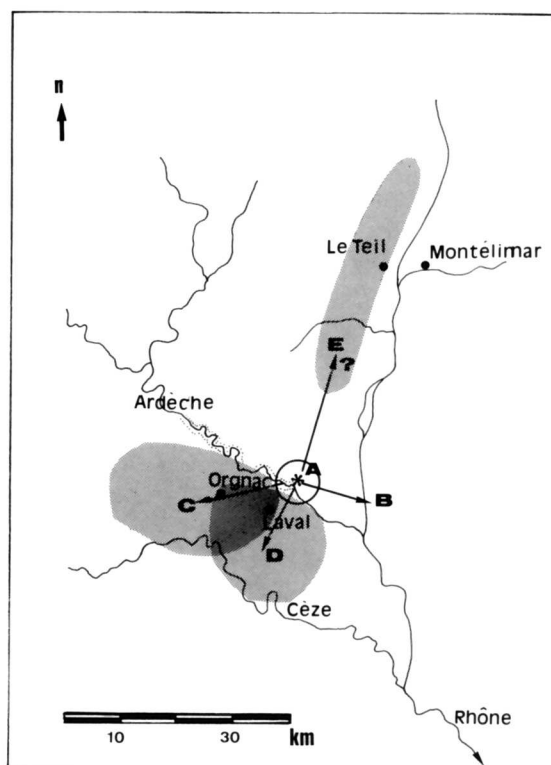 n
Le Teil
Montélimar
E
?
Ardèche
A
Orgnac
C
B
Laval
D
Cèze
Rhône
10 30 km